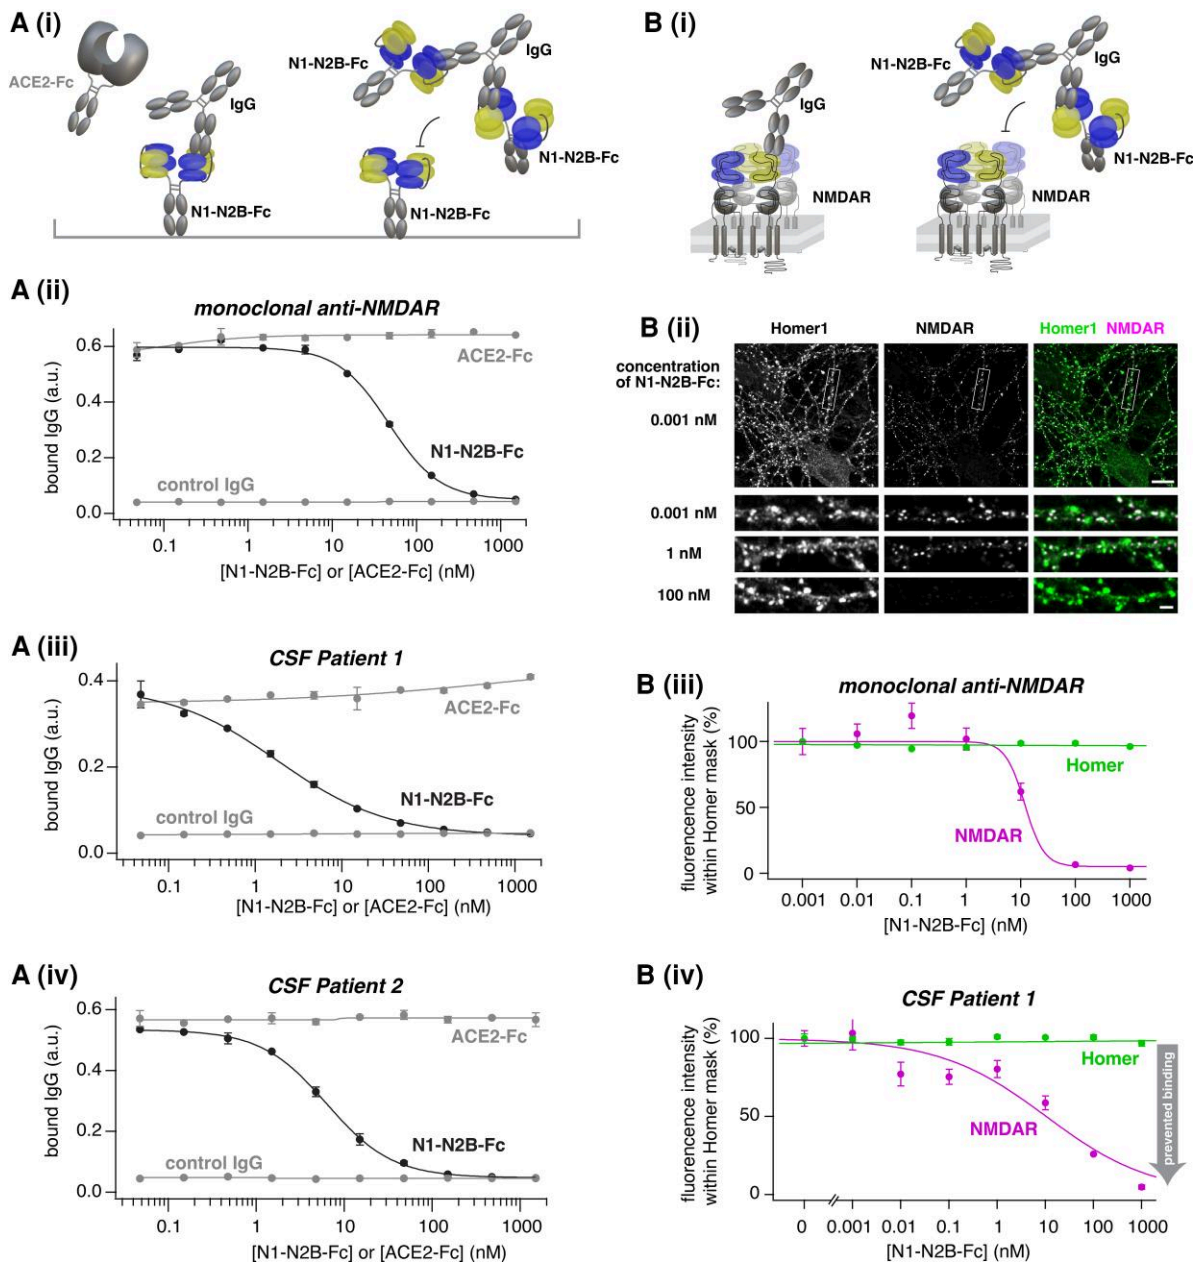 A (i)
ACE2-Fc
IgG
N1-N2B-Fc
N1-N2B-Fc
IgG
N1-N2B-Fc
N1-N2B-Fc
A (ii)
monoclonal anti-NMDAR
bound IgG (a.u.)
0.6
0.4
0.2
0.0
ACE2-Fc
N1-N2B-Fc
control IgG
0.1 1 10 100 1000
[N1-N2B-Fc] or [ACE2-Fc] (nM)
A (iii)
CSF Patient 1
bound IgG (a.u.)
0.4
0.2
0.0
ACE2-Fc
N1-N2B-Fc
control IgG
0.1 1 10 100 1000
[N1-N2B-Fc] or [ACE2-Fc] (nM)
A (iv)
CSF Patient 2
bound IgG (a.u.)
0.6
0.4
0.2
0.0
ACE2-Fc
N1-N2B-Fc
control IgG
0.1 1 10 100 1000
[N1-N2B-Fc] or [ACE2-Fc] (nM)
B (i)
IgG
NMDAR
N1-N2B-Fc
IgG
N1-N2B-Fc
NMDAR
B (ii)
Homer1 NMDAR Homer1 NMDAR
concentration
of N1-N2B-Fc:
0.001 nM
0.001 nM
1 nM
100 nM
B (iii)
monoclonal anti-NMDAR
fluorescence intensity
within Homer mask (%)
100
50
0
Homer
NMDAR
0.001 0.01 0.1 1 10 100 1000
[N1-N2B-Fc] (nM)
B (iv)
CSF Patient 1
fluorescence intensity
within Homer mask (%)
100
50
0
Homer
NMDAR
prevented binding
0 0.001 0.01 0.1 1 10 100 1000
[N1-N2B-Fc] (nM)